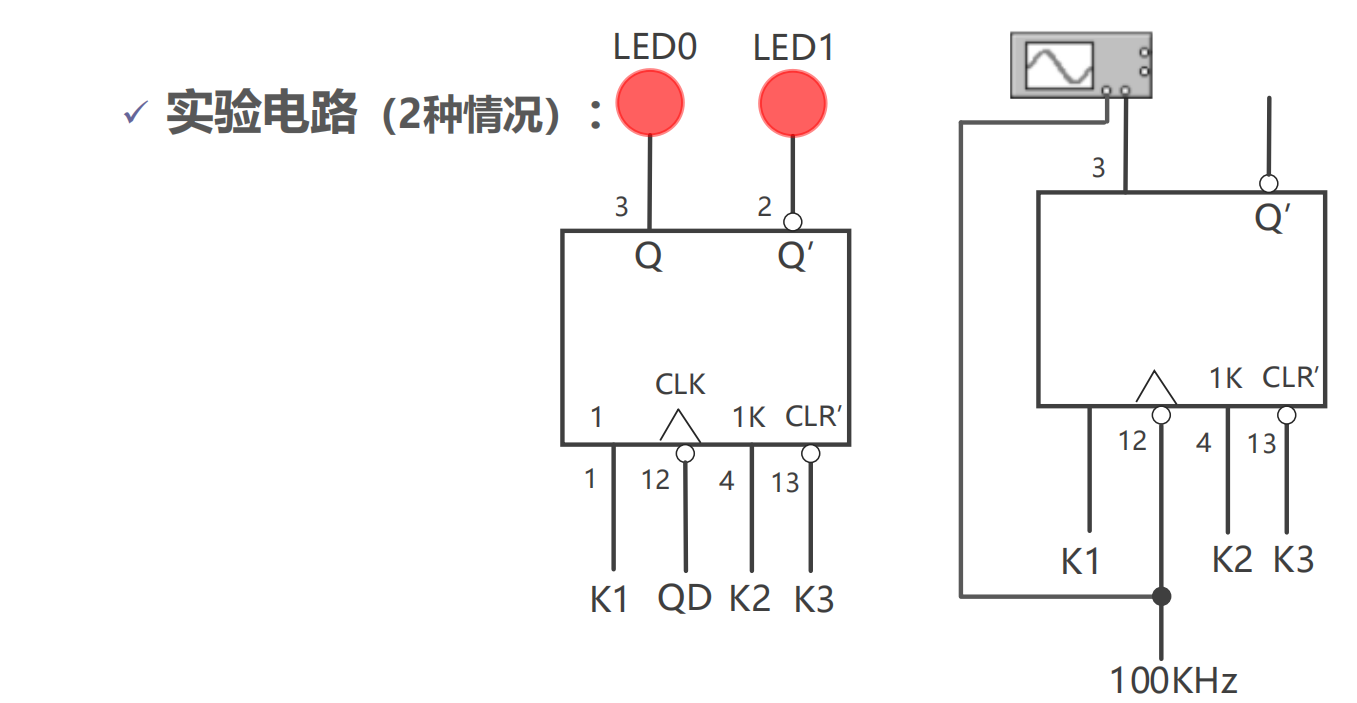 ✓ 实验电路（2种情况）：
LED0 LED1
3 2
Q Q′
CLK
1 1K CLR′
1 12 4 13
K1 QD K2 K3
3
Q′
1K CLR′
12 4 13
K1 K2 K3
100KHz